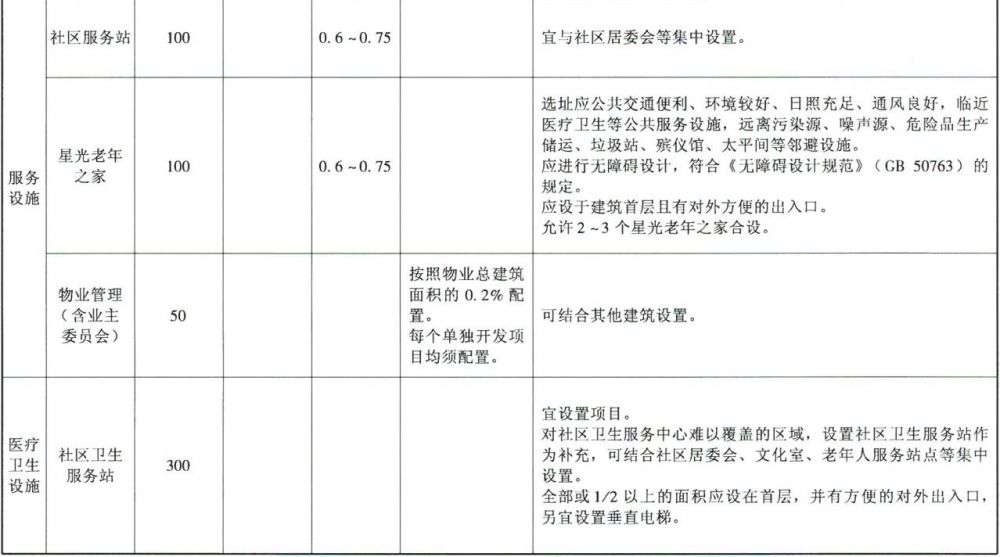 社区服务站 100 0.6~0.75 宜与社区居委会等集中设置。
服务
设施
星光老年
之家
100
0.6~0.75
选址应公共交通便利、环境较好、日照充足、通风良好，临近
医疗卫生等公共服务设施，远离污染源、噪声源、危险品生产
储运、垃圾站、殡仪馆、太平间等邻避设施。
应进行无障碍设计，符合《无障碍设计规范》（GB 50763）的
规定。
应设于建筑首层且有对外方便的出入口。
允许2~3个星光老年之家合设。
物业管理
（含业主
委员会）
50
按照物业总建筑
面积的0.2%配
置。
每个单独开发项
目均须配置。
可结合其他建筑设置。
医疗
卫生
设施
社区卫生
服务站
300
宜设置项目。
对社区卫生服务中心难以覆盖的区域，设置社区卫生服务站作
为补充，可结合社区居委会、文化室、老年人服务站点等集中
设置。
全部或1/2以上的面积应设在首层，并有方便的对外出入口，
另宜设置垂直电梯。